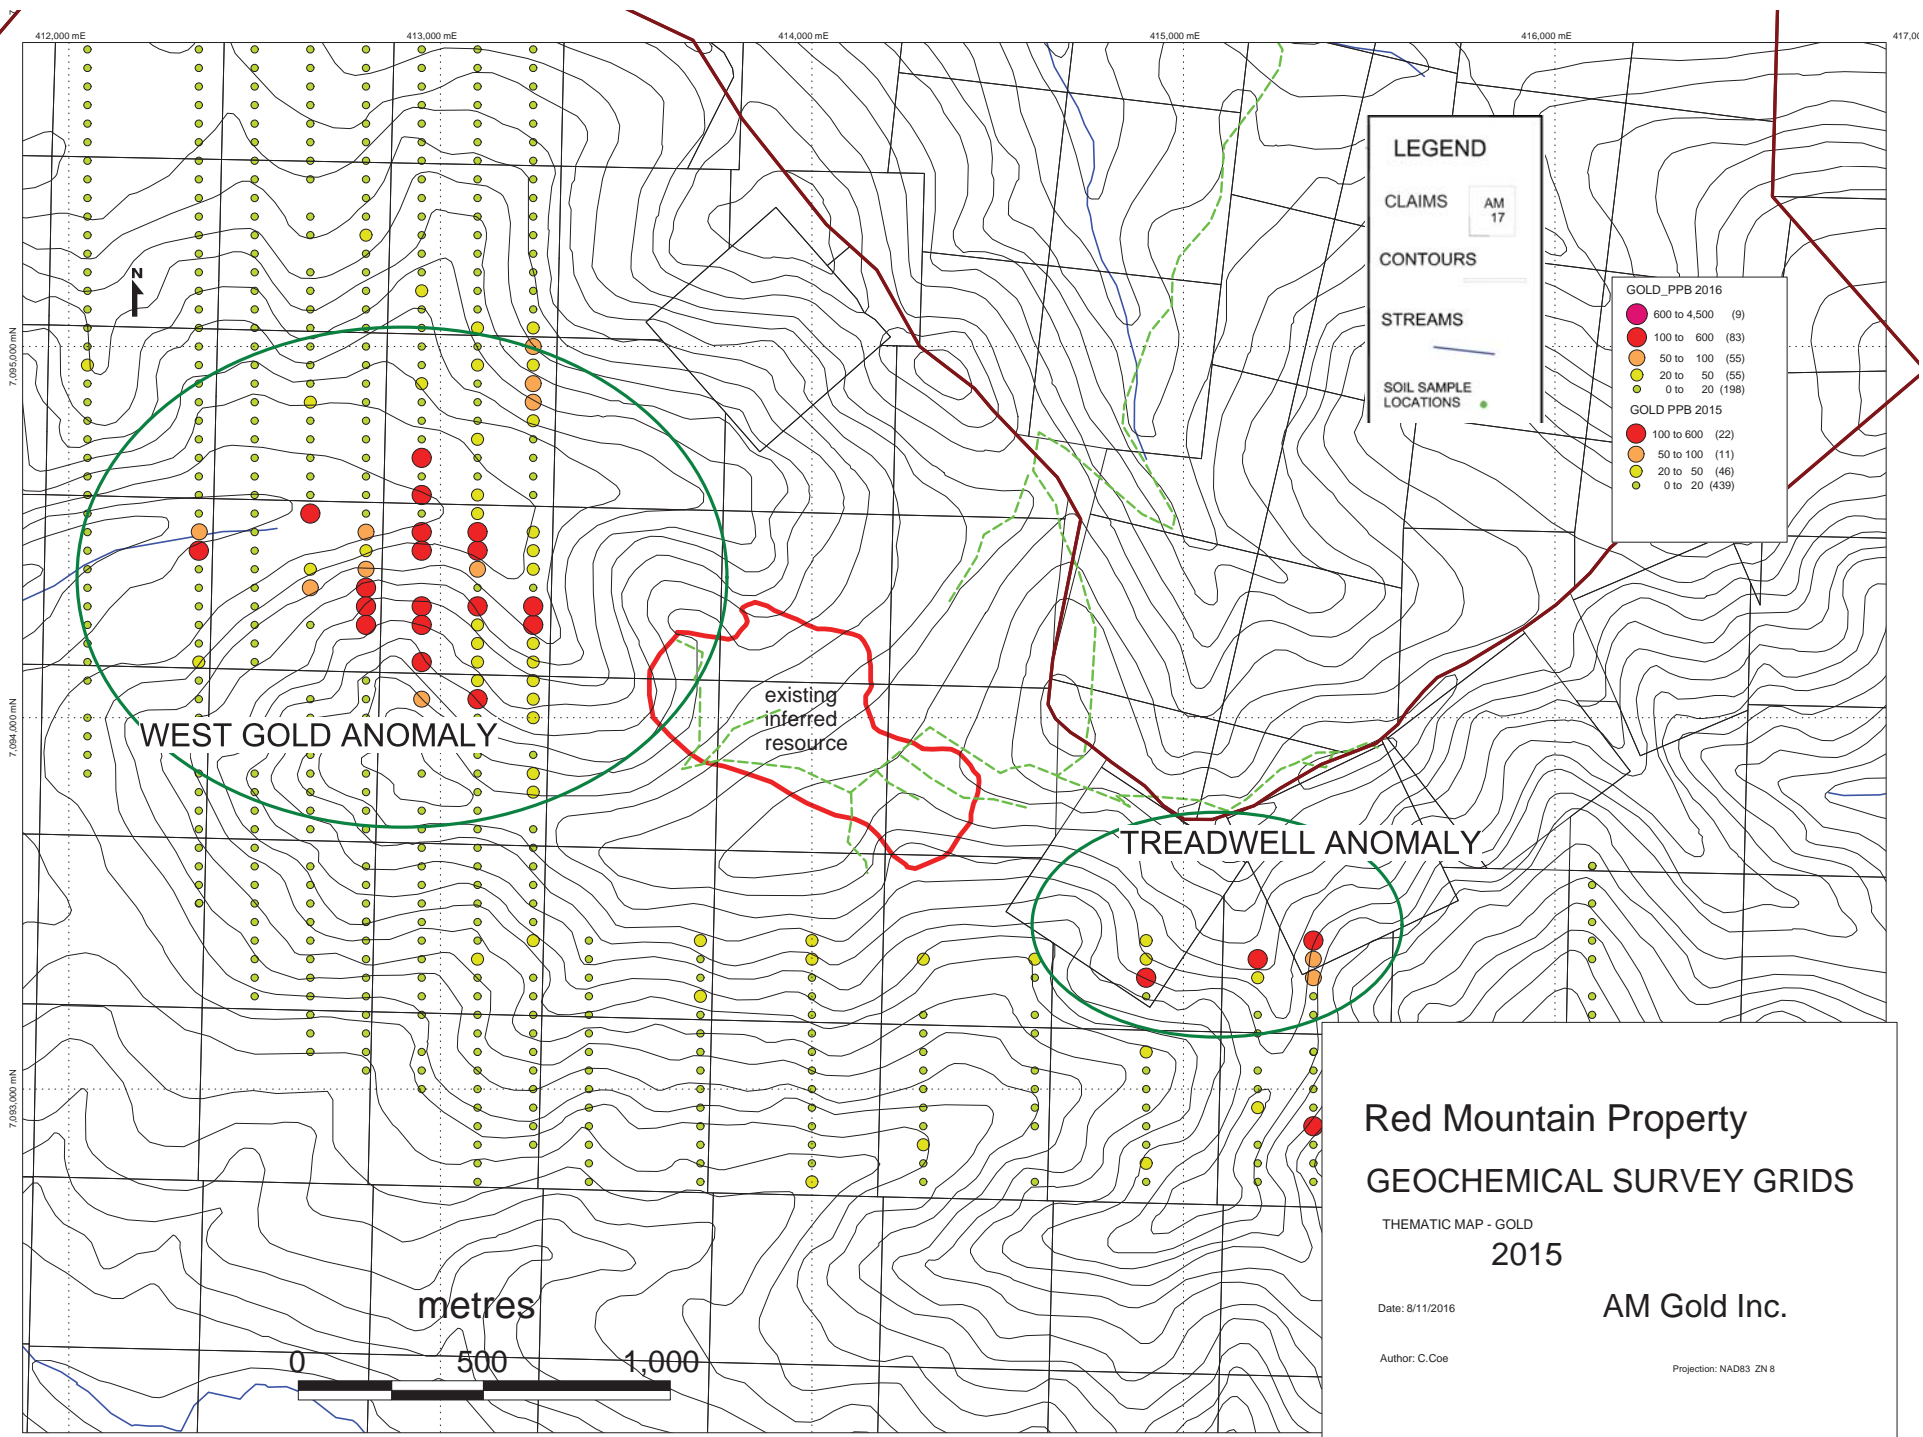 412,000 mE
413,000 mE
414,000 mE
415,000 mE
416,000 mE
417,00
N
7,095,000 mN
7,094,000 mN
7,093,000 mN
LEGEND
CLAIMS
AM
17
CONTOURS
STREAMS
SOIL SAMPLE
LOCATIONS
GOLD_PPB 2016
600 to 4,500 (9)
100 to 600 (83)
50 to 100 (55)
20 to 50 (55)
0 to 20 (198)
GOLD PPB 2015
100 to 600 (22)
50 to 100 (11)
20 to 50 (46)
0 to 20 (439)
existing
inferred
resource
WEST GOLD ANOMALY
TREADWELL ANOMALY
Red Mountain Property
GEOCHEMICAL SURVEY GRIDS
THEMATIC MAP - GOLD
2015
Date: 8/11/2016
AM Gold Inc.
Author: C.Coe
Projection: NAD83 ZN 8
metres
0 500 1,000